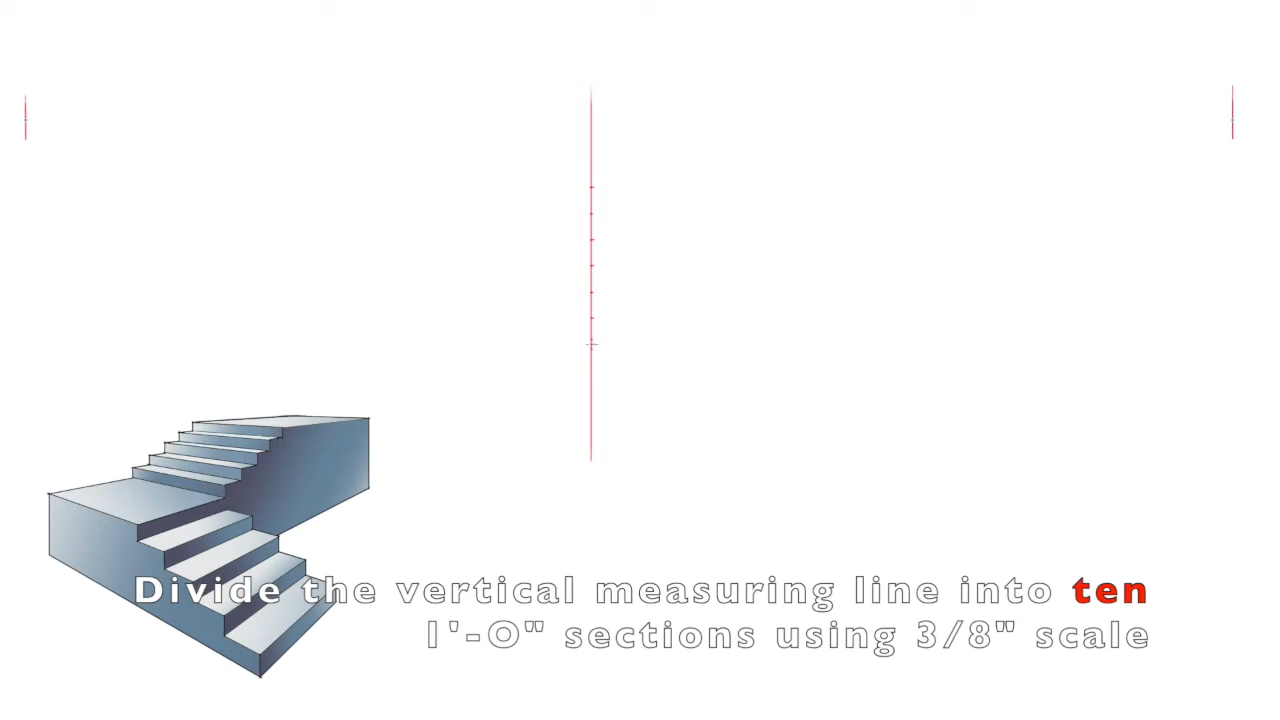 Divide the vertical measuring line into ten
1'-0" sections using 3/8" scale